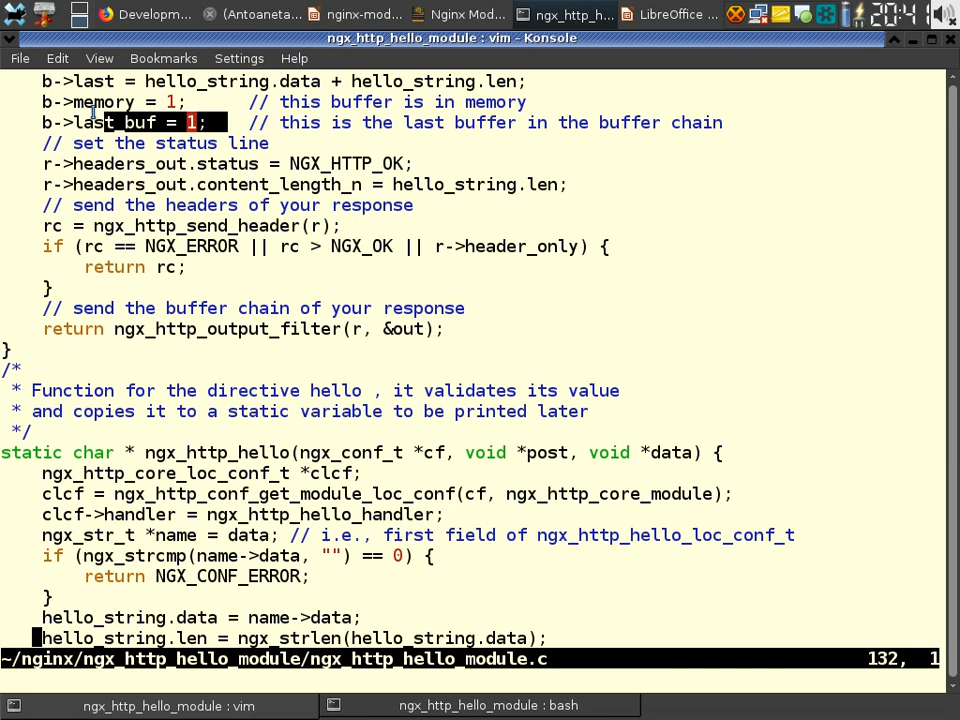 Developm...
(Antoaneta...
nginx-mod...
Nginx Mod...
ngx_http_h...
LibreOffice ...
20:41
ngx_http_hello_module : vim – Konsole
File Edit View Bookmarks Settings Help
b->last = hello_string.data + hello_string.len;
b->memory = 1; // this buffer is in memory
b->last_buf = 1; // this is the last buffer in the buffer chain
// set the status line
r->headers_out.status = NGX_HTTP_OK;
r->headers_out.content_length_n = hello_string.len;
// send the headers of your response
rc = ngx_http_send_header(r);
if (rc == NGX_ERROR || rc > NGX_OK || r->header_only) {
return rc;
}
// send the buffer chain of your response
return ngx_http_output_filter(r, &out);
}
/*
* Function for the directive hello , it validates its value
* and copies it to a static variable to be printed later
*/
static char * ngx_http_hello(ngx_conf_t *cf, void *post, void *data) {
ngx_http_core_loc_conf_t *clcf;
clcf = ngx_http_conf_get_module_loc_conf(cf, ngx_http_core_module);
clcf->handler = ngx_http_hello_handler;
ngx_str_t *name = data; // i.e., first field of ngx_http_hello_loc_conf_t
if (ngx_strcmp(name->data, "") == 0) {
return NGX_CONF_ERROR;
}
hello_string.data = name->data;
hello_string.len = ngx_strlen(hello_string.data);
~/nginx/ngx_http_hello_module/ngx_http_hello_module.c 132, 1
ngx_http_hello_module : vim
ngx_http_hello_module : bash